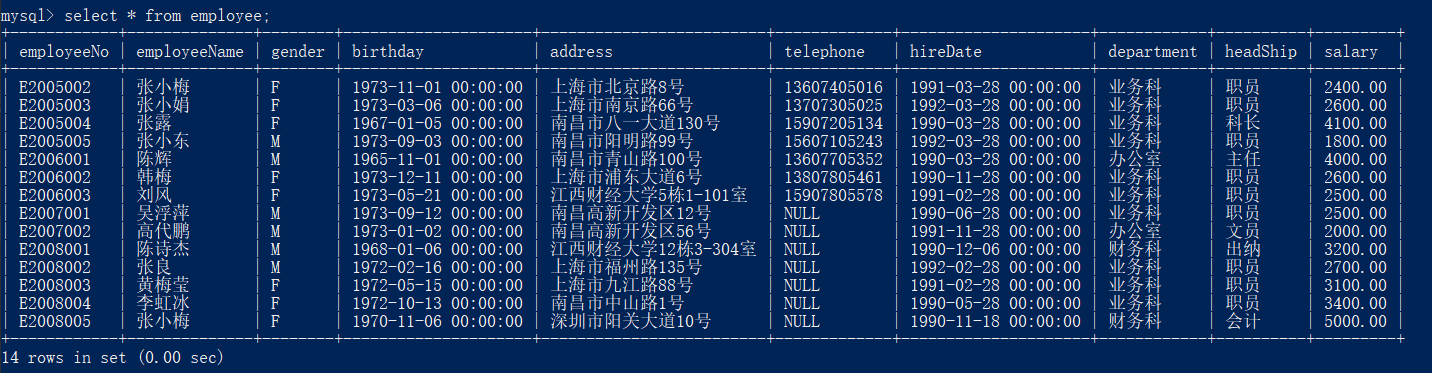 mysql> select * from employee;
| employeeNo | employeeName | gender | birthday | address | telephone | hireDate | department | headShip | salary |
| E2005002 | 张小梅 | F | 1973-11-01 00:00:00 | 上海市北京路8号 | 13607405016 | 1991-03-28 00:00:00 | 业务科 | 职员 | 2400.00 |
| E2005003 | 张小娟 | F | 1973-03-06 00:00:00 | 上海市南京路66号 | 13707305025 | 1992-03-28 00:00:00 | 业务科 | 职员 | 2600.00 |
| E2005004 | 张露 | F | 1967-01-05 00:00:00 | 南昌市八一大道130号 | 15907205134 | 1990-03-28 00:00:00 | 业务科 | 科长 | 4100.00 |
| E2005005 | 张小东 | M | 1973-09-03 00:00:00 | 南昌市阳明路99号 | 15607105243 | 1992-03-28 00:00:00 | 业务科 | 职员 | 1800.00 |
| E2006001 | 陈辉 | M | 1965-11-01 00:00:00 | 南昌市青山路100号 | 13607705352 | 1990-03-28 00:00:00 | 办公室 | 主任 | 4000.00 |
| E2006002 | 韩梅 | F | 1973-12-11 00:00:00 | 上海市浦东大道6号 | 13807805461 | 1990-11-28 00:00:00 | 业务科 | 职员 | 2600.00 |
| E2006003 | 刘风 | F | 1973-05-21 00:00:00 | 江西财经大学5栋1-101室 | 15907805578 | 1991-02-28 00:00:00 | 业务科 | 职员 | 2500.00 |
| E2007001 | 吴浮萍 | M | 1973-09-12 00:00:00 | 南昌高新开发区12号 | NULL | 1990-06-28 00:00:00 | 业务科 | 职员 | 2500.00 |
| E2007002 | 高代鹏 | M | 1973-01-02 00:00:00 | 南昌高新开发区56号 | NULL | 1991-11-28 00:00:00 | 办公室 | 文员 | 2000.00 |
| E2008001 | 陈诗杰 | M | 1968-01-06 00:00:00 | 江西财经大学12栋3-304室 | NULL | 1990-12-06 00:00:00 | 财务科 | 出纳 | 3200.00 |
| E2008002 | 张良 | M | 1972-02-16 00:00:00 | 上海市福州路135号 | NULL | 1992-02-28 00:00:00 | 业务科 | 职员 | 2700.00 |
| E2008003 | 黄梅莹 | F | 1972-05-15 00:00:00 | 上海市九江路88号 | NULL | 1991-02-28 00:00:00 | 业务科 | 职员 | 3100.00 |
| E2008004 | 李虹冰 | F | 1972-10-13 00:00:00 | 南昌市中山路1号 | NULL | 1990-05-28 00:00:00 | 业务科 | 职员 | 3400.00 |
| E2008005 | 张小梅 | F | 1970-11-06 00:00:00 | 深圳市阳关大道10号 | NULL | 1990-11-18 00:00:00 | 财务科 | 会计 | 5000.00 |
14 rows in set (0.00 sec)